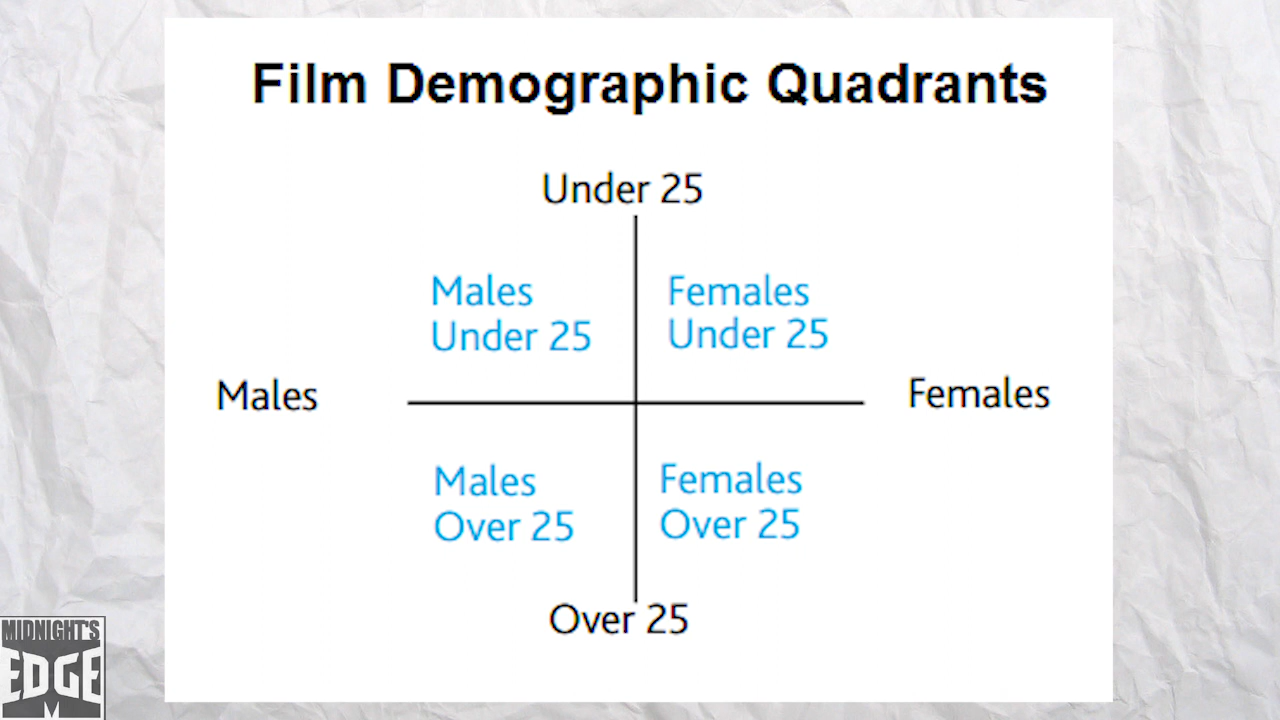 Film Demographic Quadrants
Under 25
Males
Under 25
Females
Under 25
Males
Females
Males
Over 25
Females
Over 25
Over 25
MIDNIGHT'S
EDGE
M